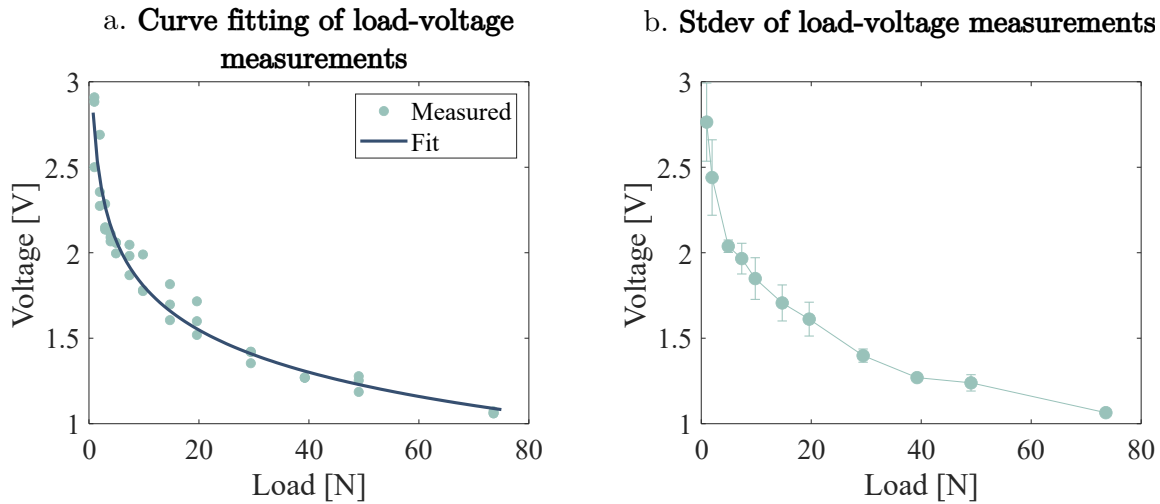 a. Curve fitting of load-voltage
measurements
Voltage [V]
3
2.5
2
1.5
1
0 20 40 60 80
Load [N]
Measured
Fit
b. Stdev of load-voltage measurements
Voltage [V]
3
2.5
2
1.5
1
0 20 40 60 80
Load [N]